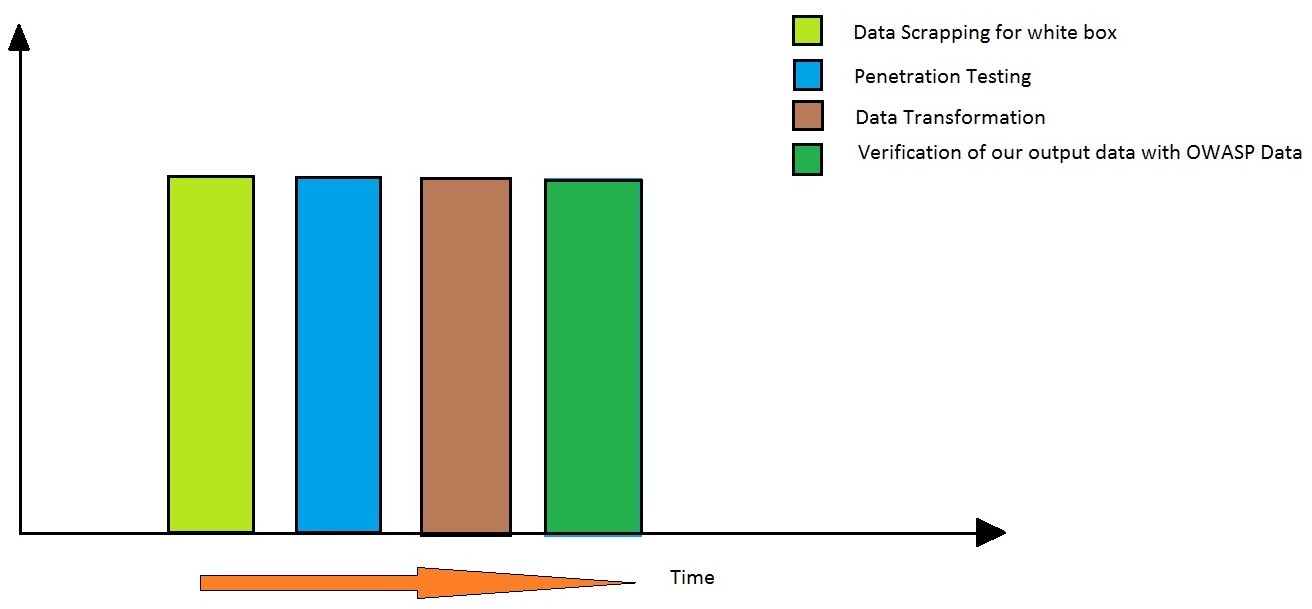 Data Scrapping for white box
Penetration Testing
Data Transformation
Verification of our output data with OWASP Data
Time